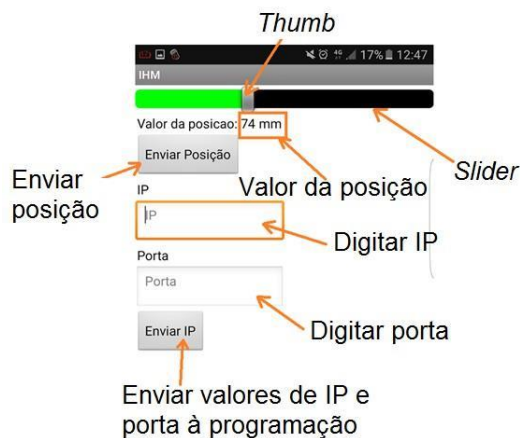 Thumb
4G 17% 12:47
IHM
Valor da posicao: 74 mm
Enviar Posição
Slider
Enviar
posição
Valor da posição
IP
IP
Digitar IP
Porta
Porta
Digitar porta
Enviar IP
Enviar valores de IP e
porta à programação